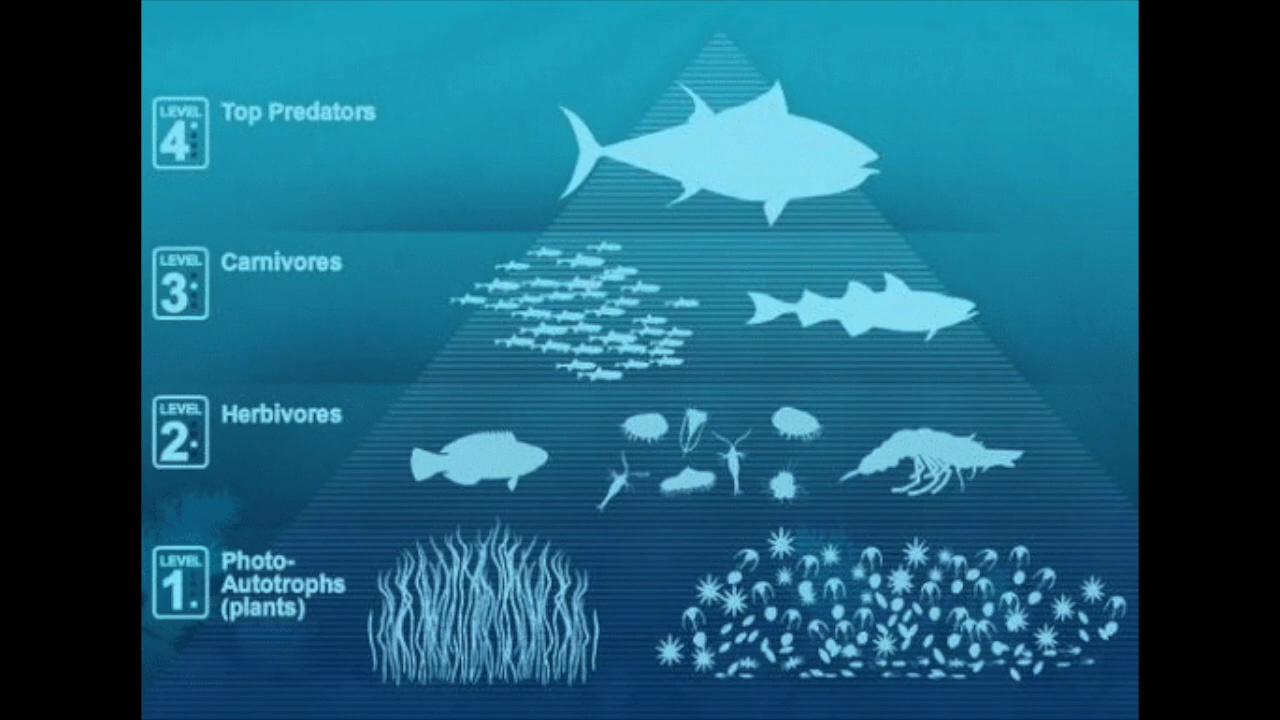 LEVEL
4
Top Predators
LEVEL
3
Carnivores
LEVEL
2
Herbivores
LEVEL
1
Photo-
Autotrophs
(plants)